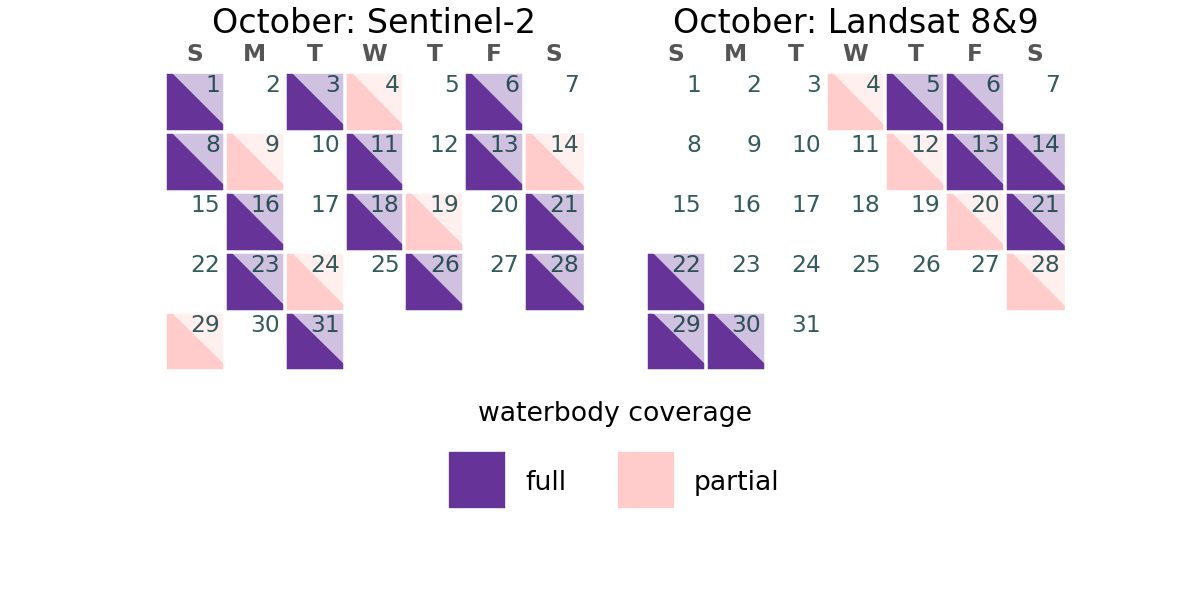 October: Sentinel-2
S M T W T F S
1 2 3 4 5 6 7
8 9 10 11 12 13 14
15 16 17 18 19 20 21
22 23 24 25 26 27 28
29 30 31
October: Landsat 8&9
S M T W T F S
1 2 3 4 5 6 7
8 9 10 11 12 13 14
15 16 17 18 19 20 21
22 23 24 25 26 27 28
29 30 31
waterbody coverage
full partial